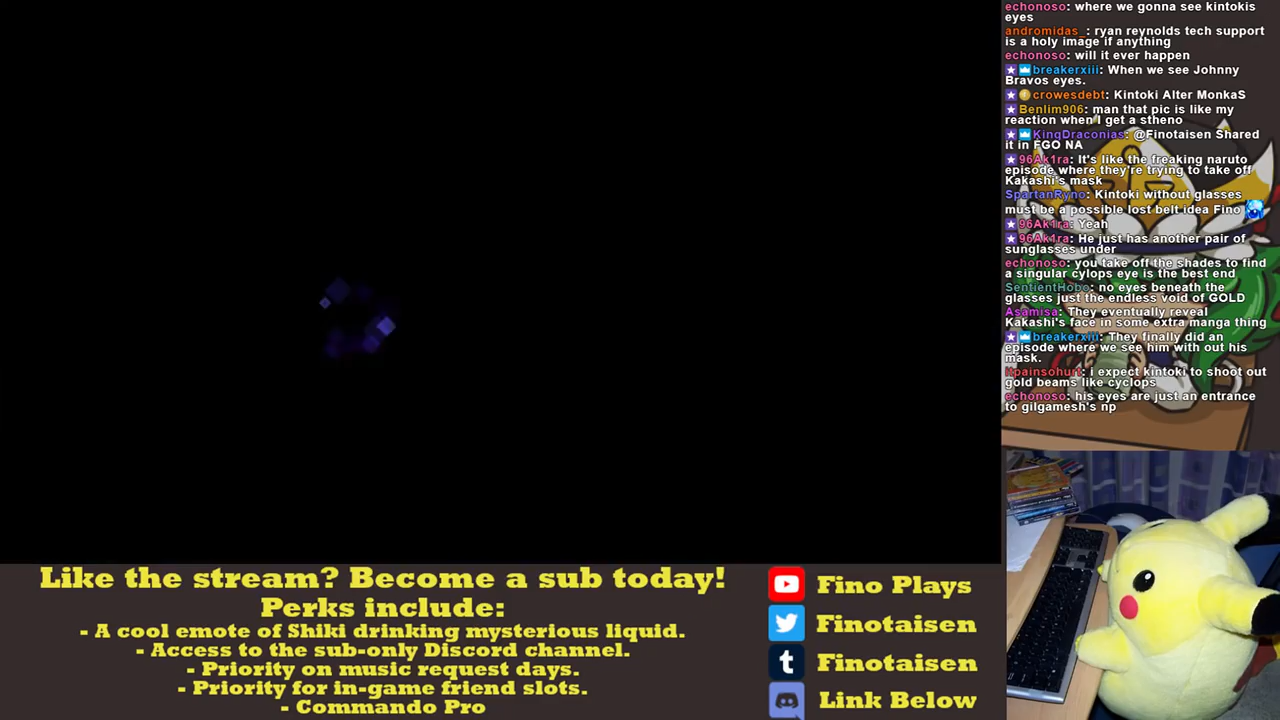 echonoso: where we gonna see kintokis
eyes
andromidas_: ryan reynolds tech support
is a holy image if anything
echonoso: will it ever happen
breakerxiii: When we see Johnny
Bravos eyes.
crowesdebt: Kintoki Alter MonkaS
Benlim906: man that pic is like my
reaction when I get a stheno
KingDraconias: @Finotaisen Shared
it in FGO NA
96Ak1ra: It's like the freaking naruto
episode where they're trying to take off
Kakashi's mask
SpartanRyno: Kintoki without glasses
must be a possible lost belt idea Fino
96Ak1ra: Yeah
96Ak1ra: He just has another pair of
sunglasses under
echonoso: you take off the shades to find
a singular cylops eye is the best end
SentientHobo: no eyes beneath the
glasses just the endless void of GOLD
Asamisa: They eventually reveal
Kakashi's face in some extra manga thing
breakerxiii: They finally did an
episode where we see him with out his
mask.
itpainsohurt: i expect kintoki to shoot out
gold beams like cyclops
echonoso: his eyes are just an entrance
to gilgamesh's np
Like the stream? Become a sub today!
Perks include:
- A cool emote of Shiki drinking mysterious liquid.
- Access to the sub-only Discord channel.
- Priority on music request days.
- Priority for in-game friend slots.
- Commando Pro
Fino Plays
Finotaisen
Finotaisen
Link Below